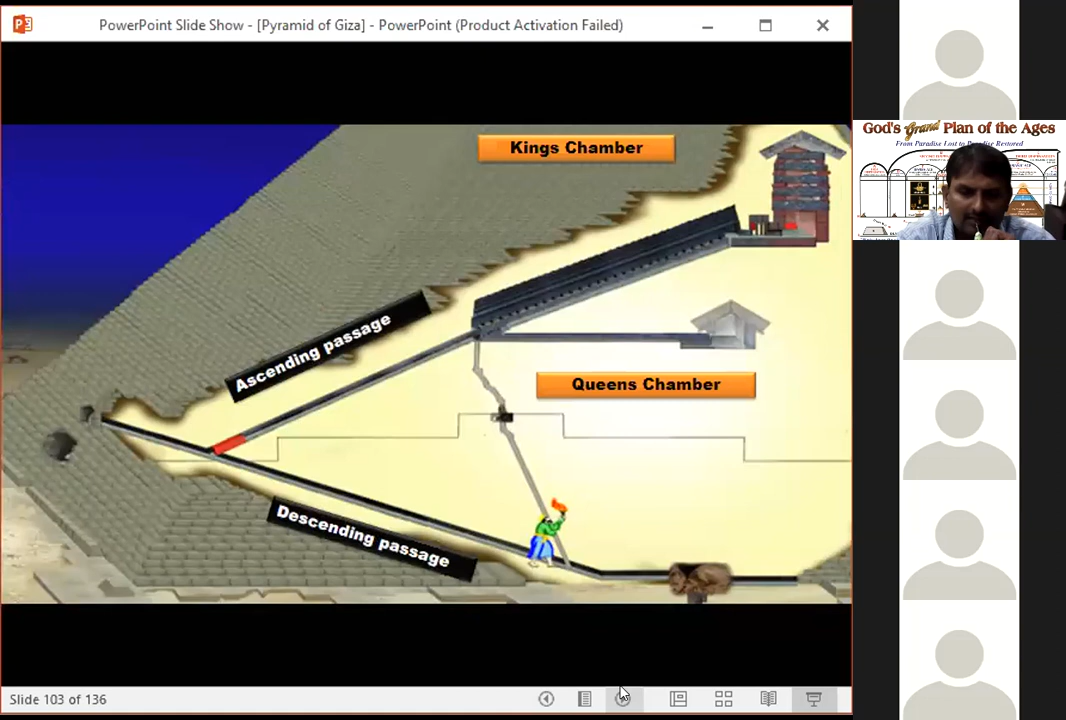 PowerPoint Slide Show - [Pyramid of Giza] - PowerPoint (Product Activation Failed)
Kings Chamber
Ascending passage
Queens Chamber
Descending passage
Slide 103 of 136
God's Grand Plan of the Ages
From Paradise Lost to Paradise Restored